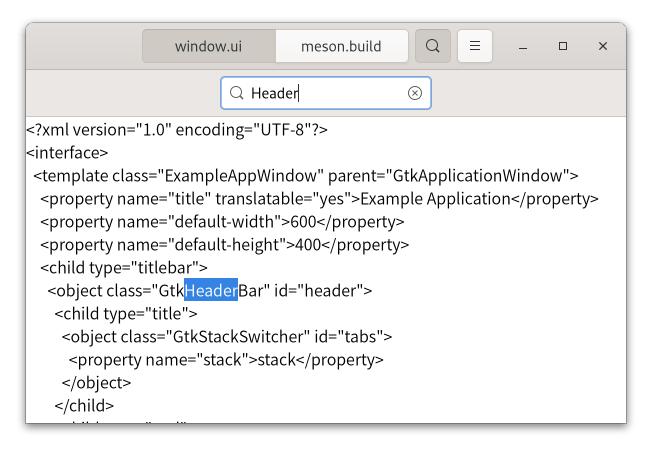 window.ui meson.build
Header
<?xml version="1.0" encoding="UTF-8"?>
<interface>
<template class="ExampleAppWindow" parent="GtkApplicationWindow">
<property name="title" translatable="yes">Example Application</property>
<property name="default-width">600</property>
<property name="default-height">400</property>
<child type="titlebar">
<object class="GtkHeaderBar" id="header">
<child type="title">
<object class="GtkStackSwitcher" id="tabs">
<property name="stack">stack</property>
</object>
</child>